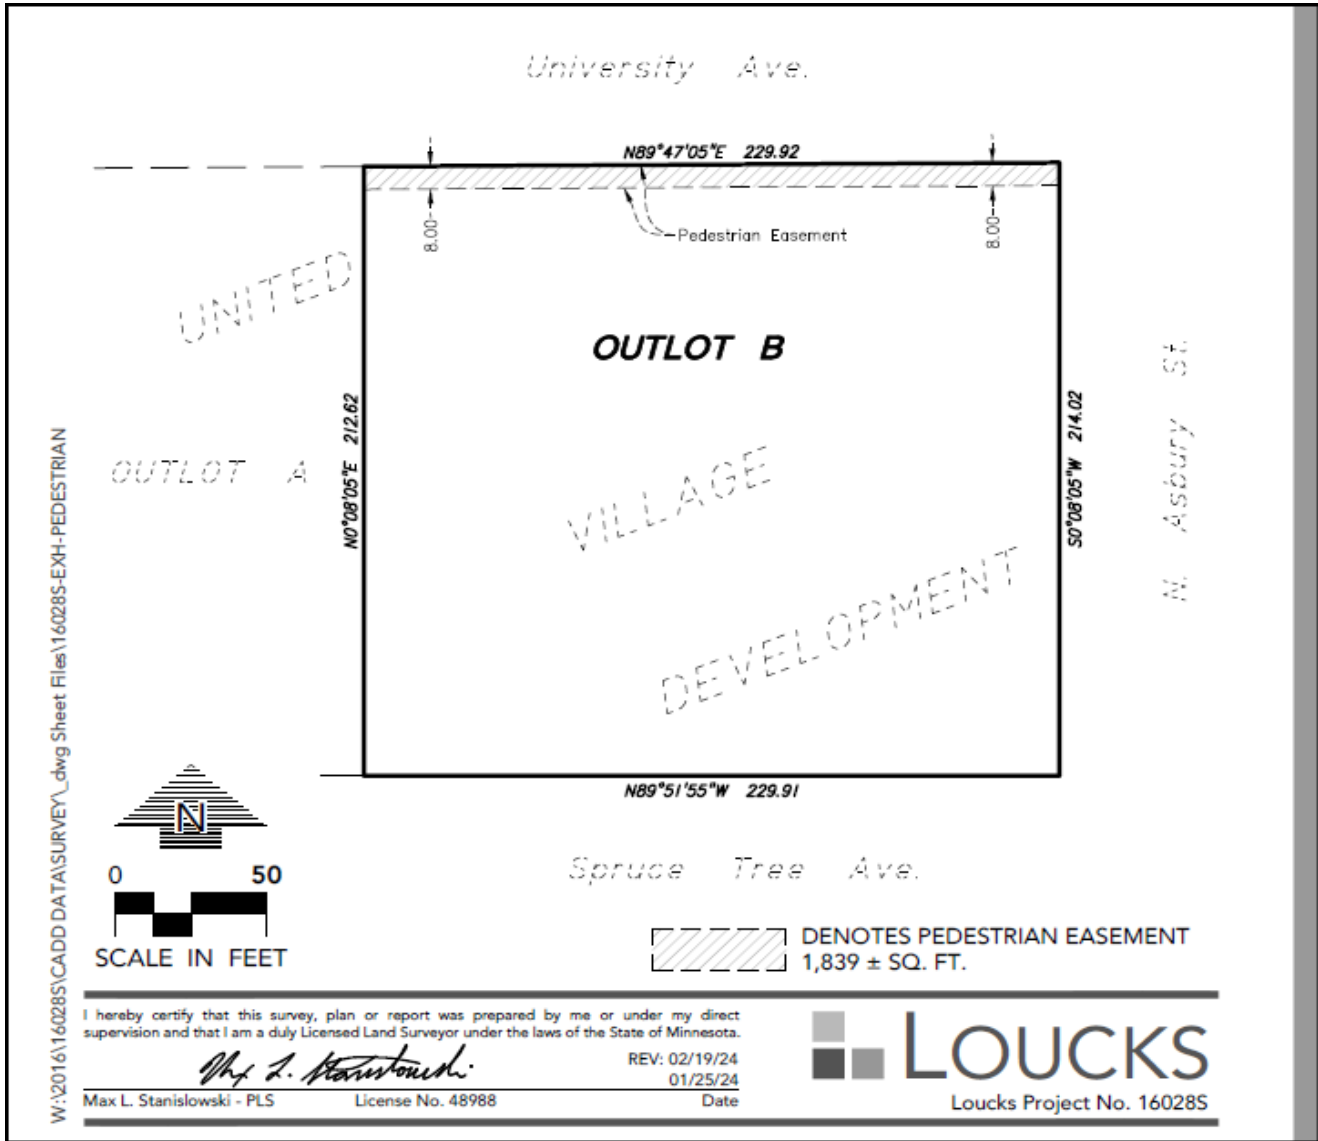 University Ave.
N89°47'05"E 229.92
8.00
8.00
Pedestrian Easement
UNITED
OUTLOT B
OUTLOT A
N0°08'05"E 212.62
S0°08'05"W 214.02
N. Asbury St.
VILLAGE
DEVELOPMENT
N89°51'55"W 229.91
Spruce Tree Ave.
N
0 50
SCALE IN FEET
DENOTES PEDESTRIAN EASEMENT
1,839 ± SQ. FT.
W:\2016\16028S\CADD DATA\SURVEY\_dwg Sheet Files\16028S-EXH-PEDESTRIAN
I hereby certify that this survey, plan or report was prepared by me or under my direct
supervision and that I am a duly Licensed Land Surveyor under the laws of the State of Minnesota.
Max L. Stanislowski
REV: 02/19/24
01/25/24
Max L. Stanislowski - PLS License No. 48988 Date
LOUCKS
Loucks Project No. 16028S